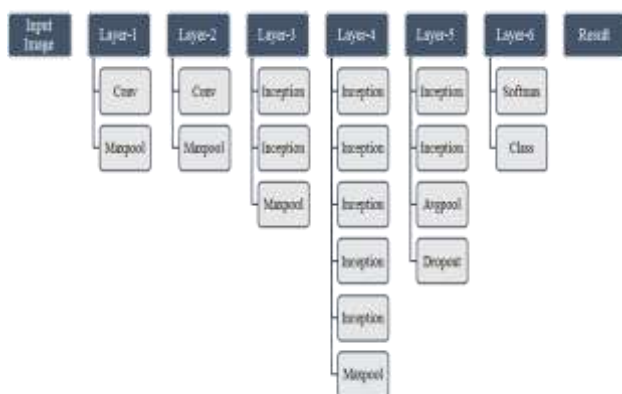 Input
Image
Layer-1
Conv
Maxpool
Layer-2
Conv
Maxpool
Layer-3
Inception
Inception
Maxpool
Layer-4
Inception
Inception
Inception
Inception
Inception
Maxpool
Layer-5
Inception
Inception
Avgpool
Dropout
Layer-6
Softmax
Class
Result